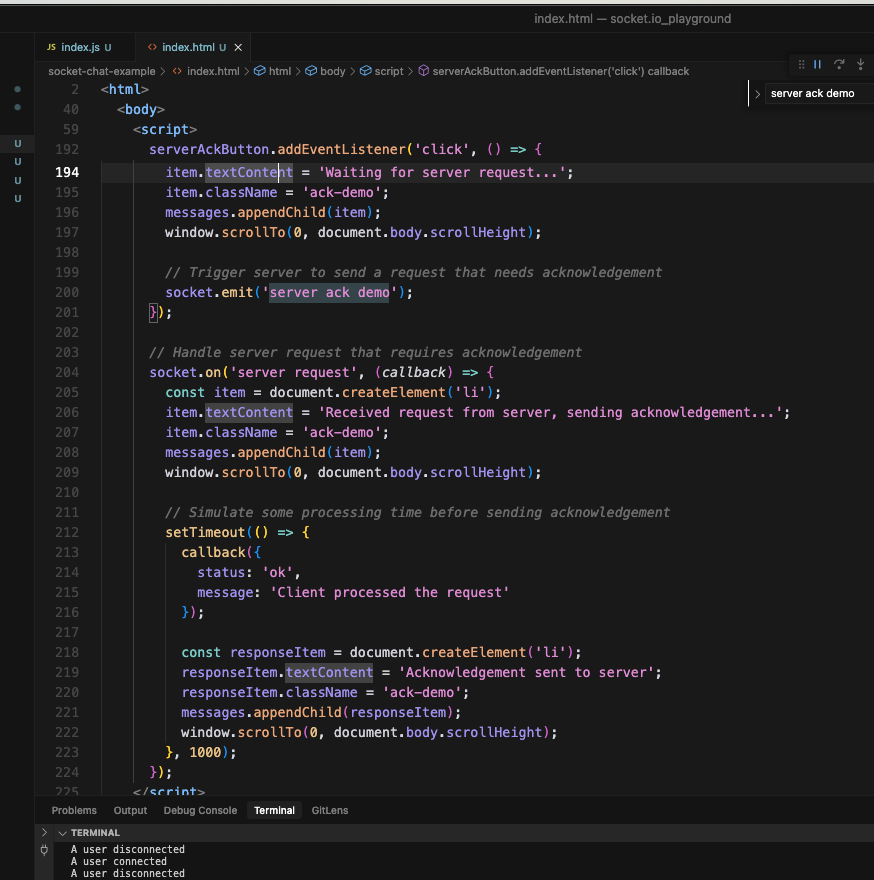 index.html — socket.io_playground
JS index.js U <> index.html U ×
socket-chat-example > <> index.html > html > body > script > serverAckButton.addEventListener('click') callback
> server ack demo
2 <html>
40 <body>
59 <script>
192 serverAckButton.addEventListener('click', () => {
194 item.textContent = 'Waiting for server request...';
195 item.className = 'ack-demo';
196 messages.appendChild(item);
197 window.scrollTo(0, document.body.scrollHeight);
198
199 // Trigger server to send a request that needs acknowledgement
U
200 socket.emit('server ack demo');
201 });
202
203 // Handle server request that requires acknowledgement
204 socket.on('server request', (callback) => {
205 const item = document.createElement('li');
206 item.textContent = 'Received request from server, sending acknowledgement...';
207 item.className = 'ack-demo';
208 messages.appendChild(item);
209 window.scrollTo(0, document.body.scrollHeight);
210
211 // Simulate some processing time before sending acknowledgement
212 setTimeout(() => {
213 callback({
214 status: 'ok',
215 message: 'Client processed the request'
216 });
217
218 const responseItem = document.createElement('li');
219 responseItem.textContent = 'Acknowledgement sent to server';
220 responseItem.className = 'ack-demo';
221 messages.appendChild(responseItem);
222 window.scrollTo(0, document.body.scrollHeight);
223 }, 1000);
224 });
225 </script>
U
U
U
Problems Output Debug Console Terminal GitLens
TERMINAL
A user disconnected
A user connected
A user disconnected